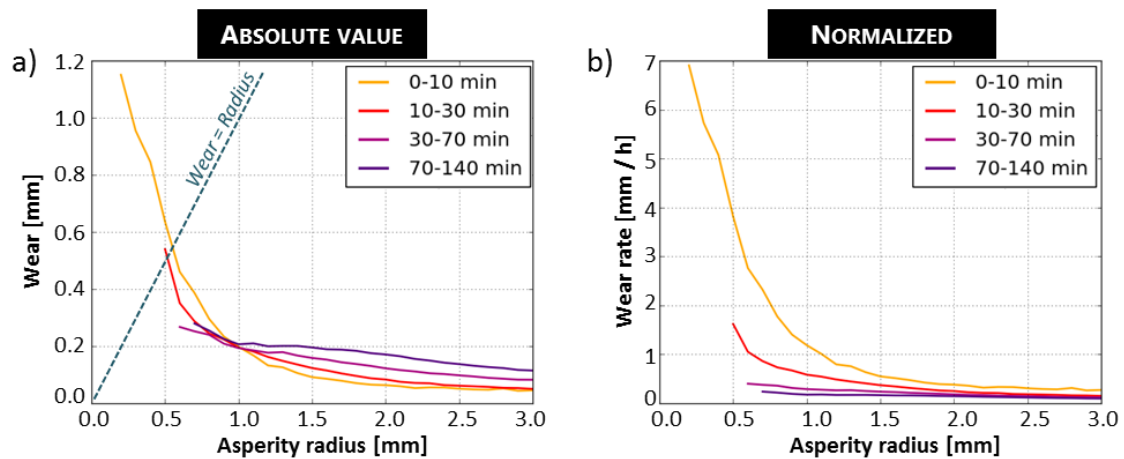 ABSOLUTE VALUE
NORMALIZED
a)
1.2
1.0
0.8
0.6
0.4
0.2
0.0
Wear [mm]
Wear = Radius
0-10 min
10-30 min
30-70 min
70-140 min
0.0 0.5 1.0 1.5 2.0 2.5 3.0
Asperity radius [mm]
b)
7
6
5
4
3
2
1
0
Wear rate [mm / h]
0-10 min
10-30 min
30-70 min
70-140 min
0.0 0.5 1.0 1.5 2.0 2.5 3.0
Asperity radius [mm]